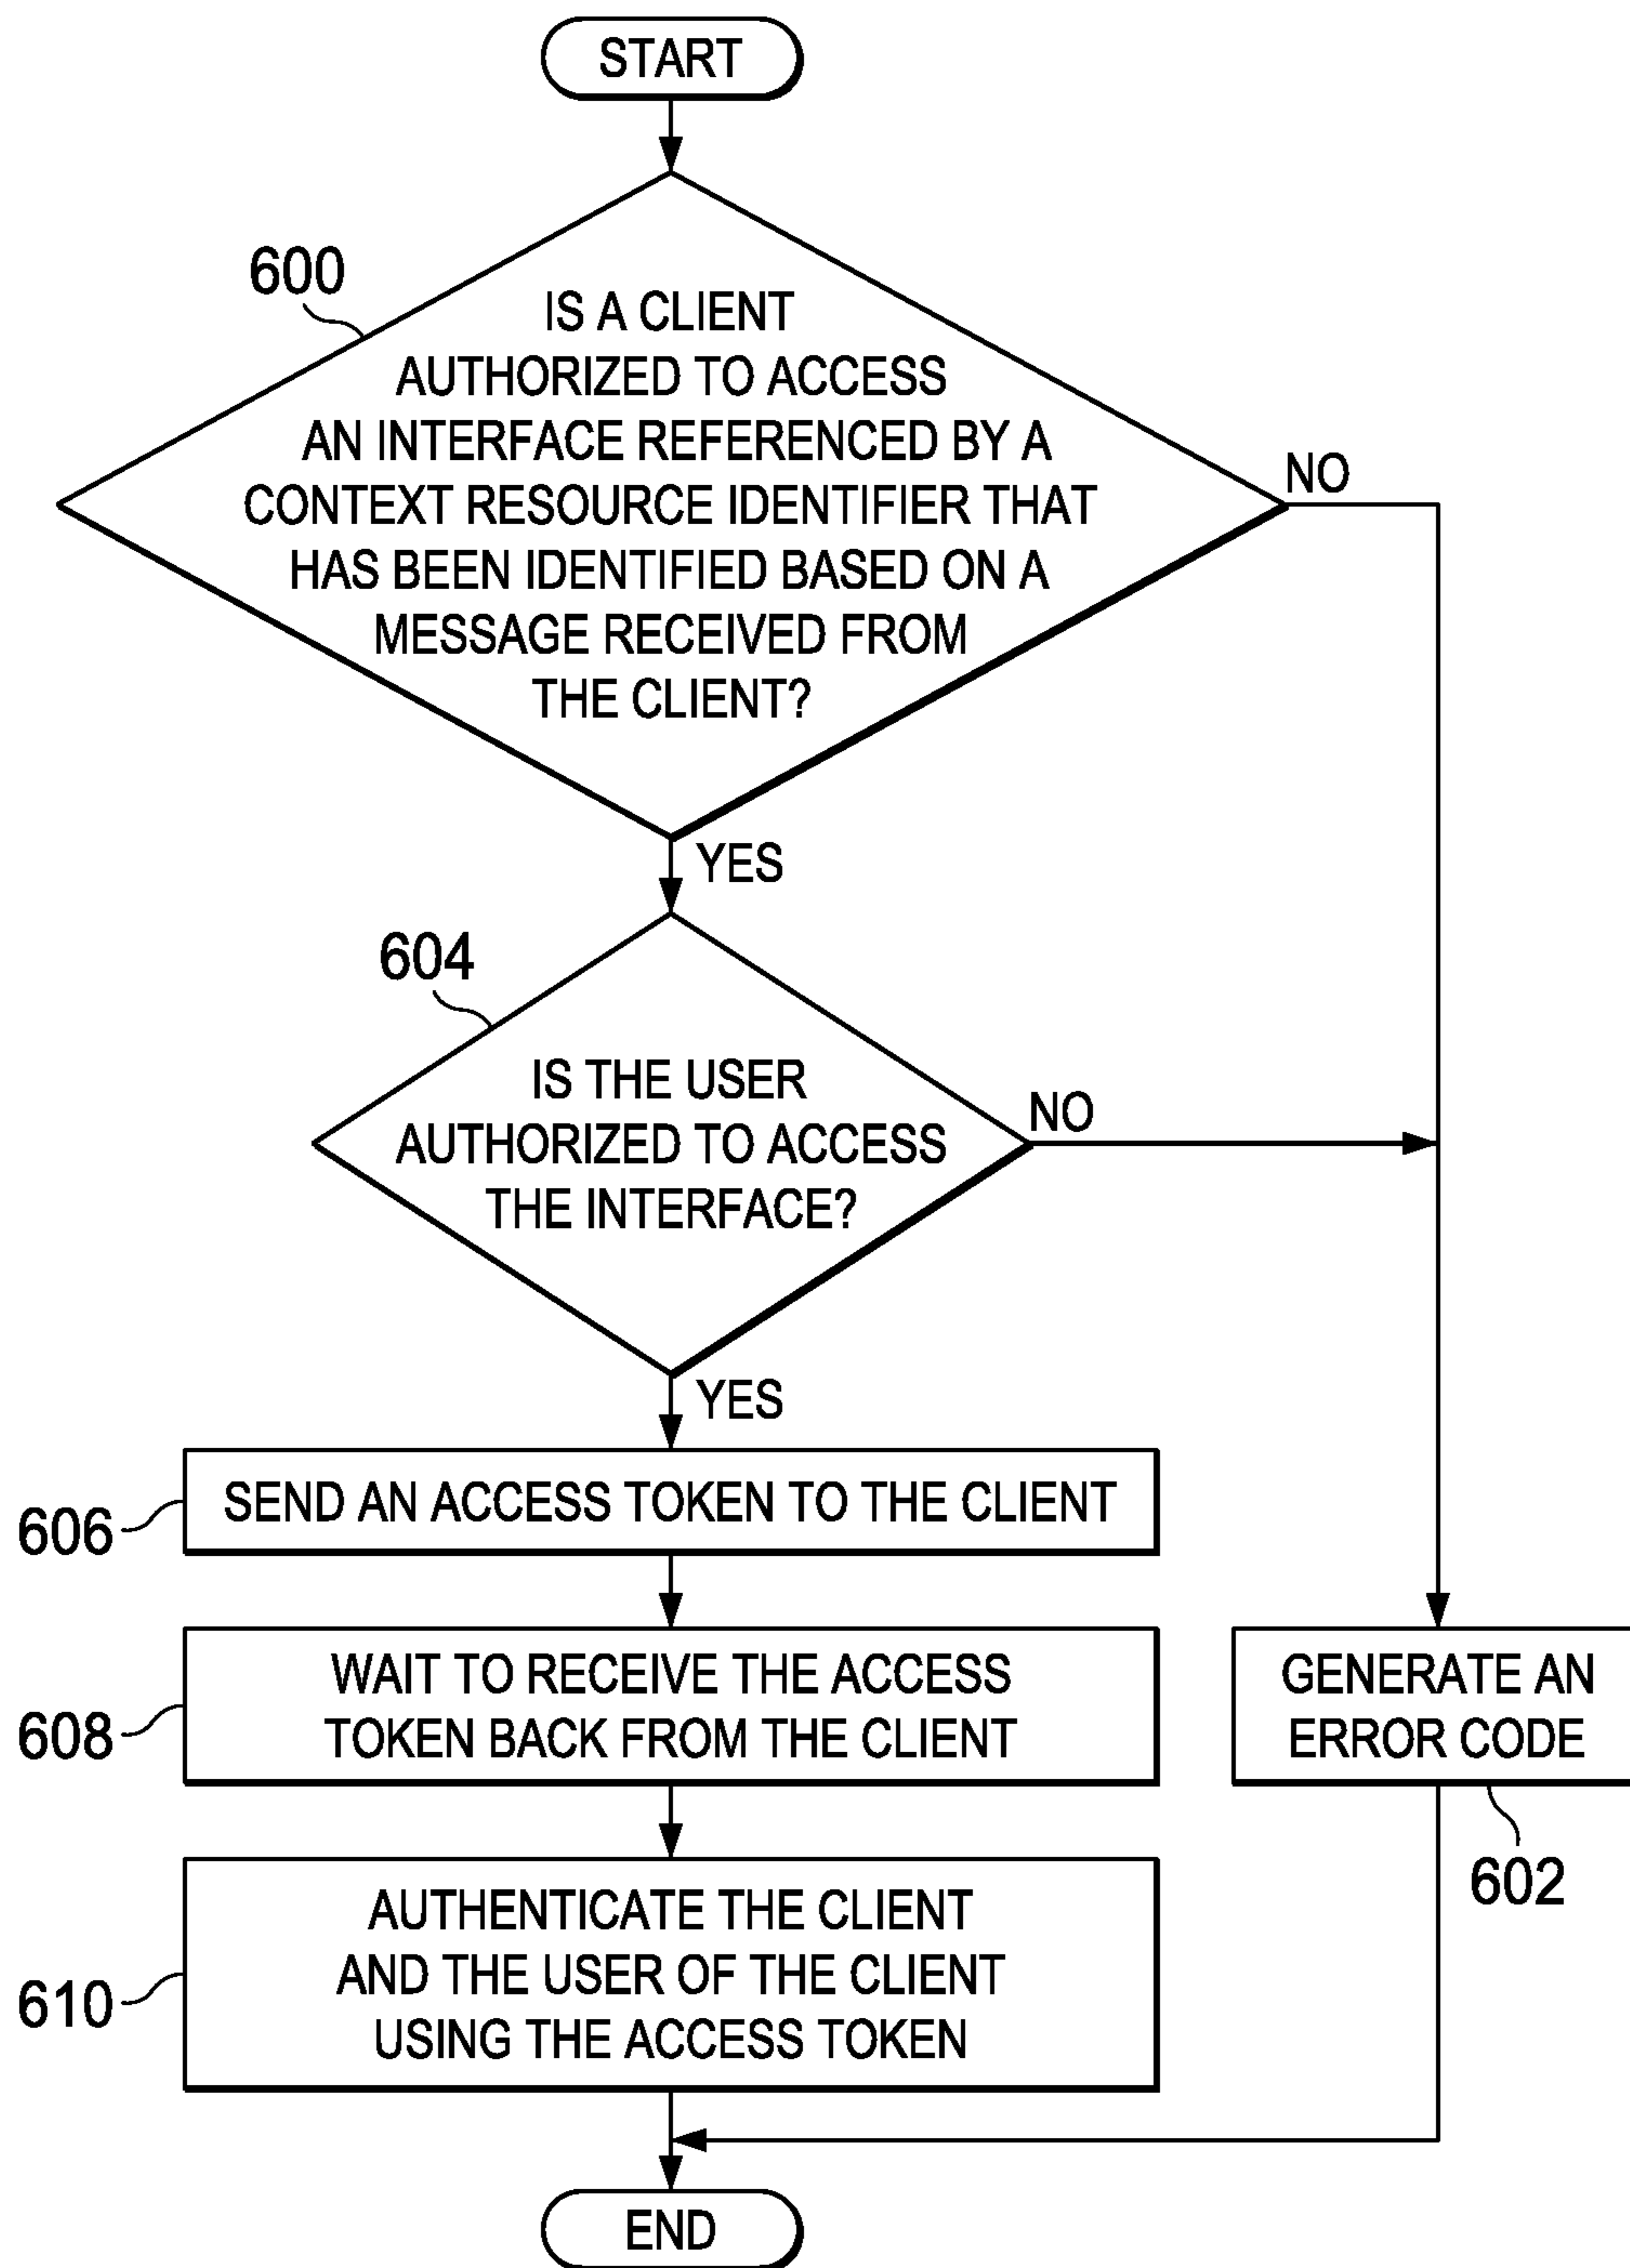 START
600
IS A CLIENT
AUTHORIZED TO ACCESS
AN INTERFACE REFERENCED BY A
CONTEXT RESOURCE IDENTIFIER THAT
HAS BEEN IDENTIFIED BASED ON A
MESSAGE RECEIVED FROM
THE CLIENT?
NO
YES
604
IS THE USER
AUTHORIZED TO ACCESS
THE INTERFACE?
NO
YES
606
SEND AN ACCESS TOKEN TO THE CLIENT
608
WAIT TO RECEIVE THE ACCESS
TOKEN BACK FROM THE CLIENT
GENERATE AN
ERROR CODE
602
610
AUTHENTICATE THE CLIENT
AND THE USER OF THE CLIENT
USING THE ACCESS TOKEN
END